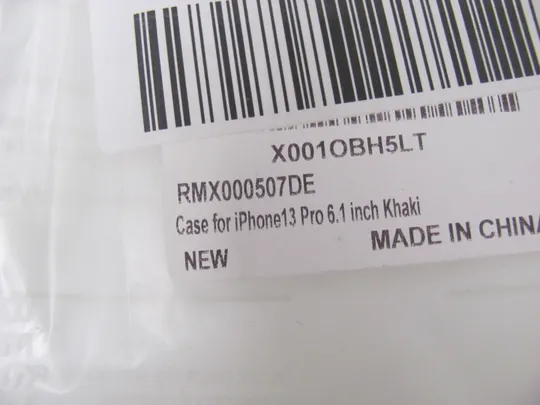 X001OBH5LT
RMX000507DE
Case for iPhone13 Pro 6.1 inch Khaki
NEW
MADE IN CHINA